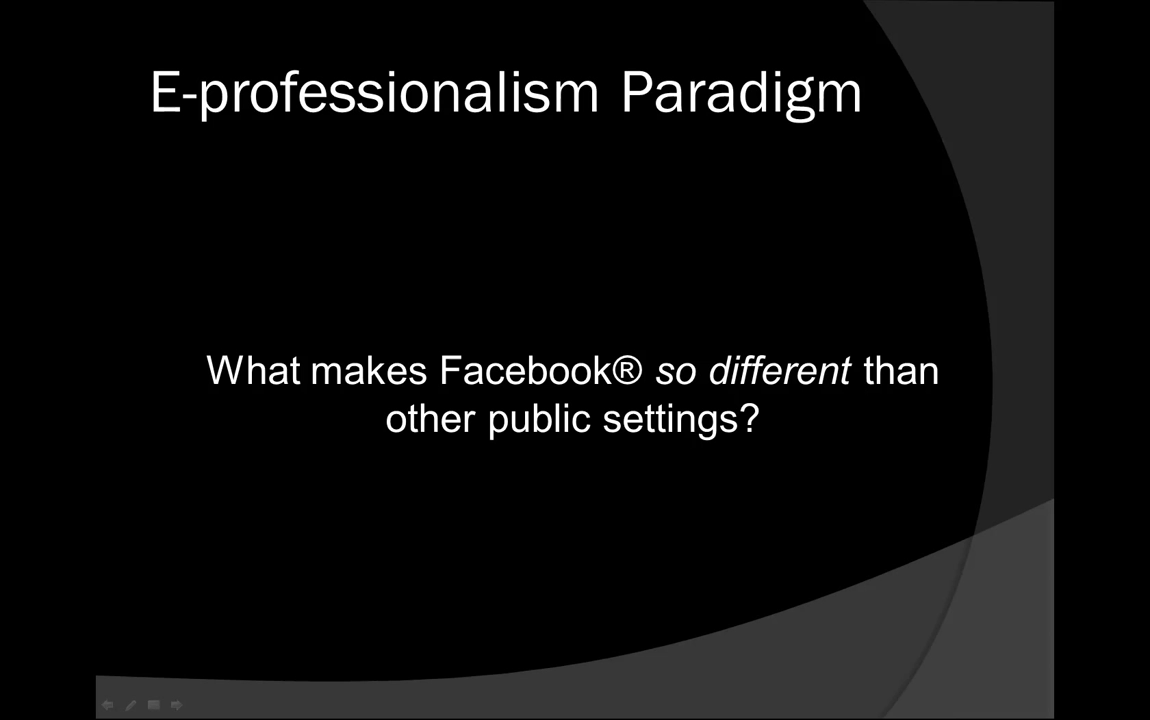 E-professionalism Paradigm
What makes Facebook® so different than
other public settings?